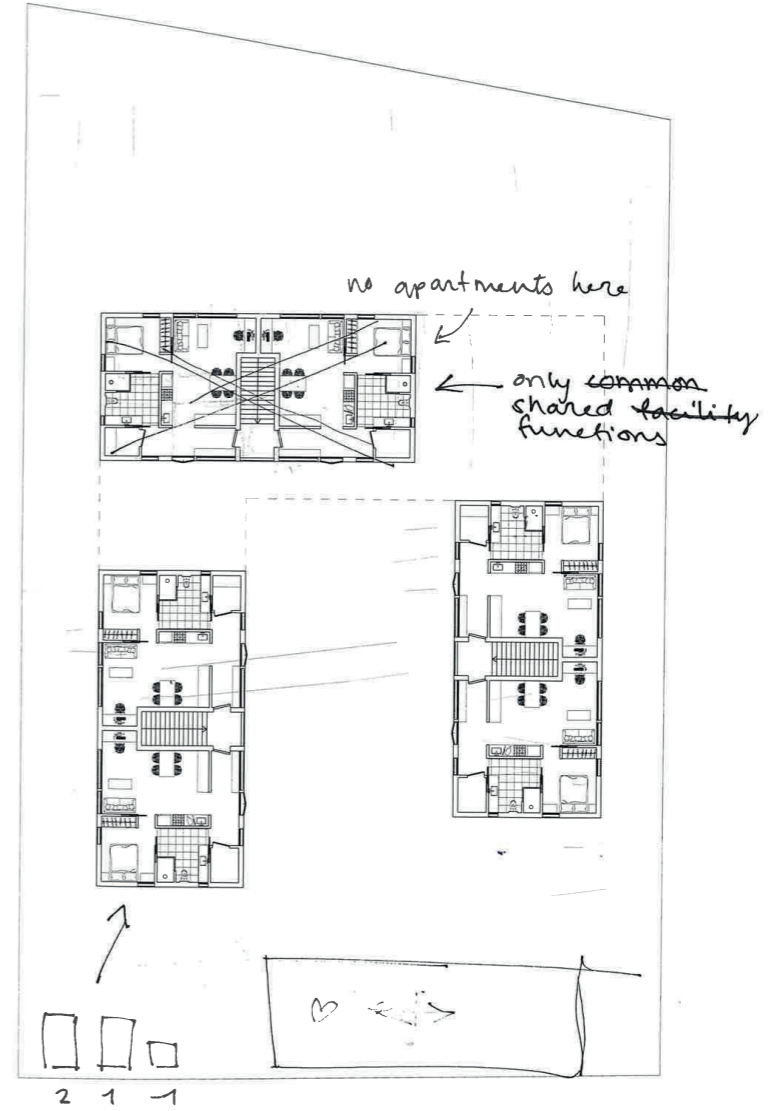 no apartments here
only common
shared facility
functions
2 1 -1